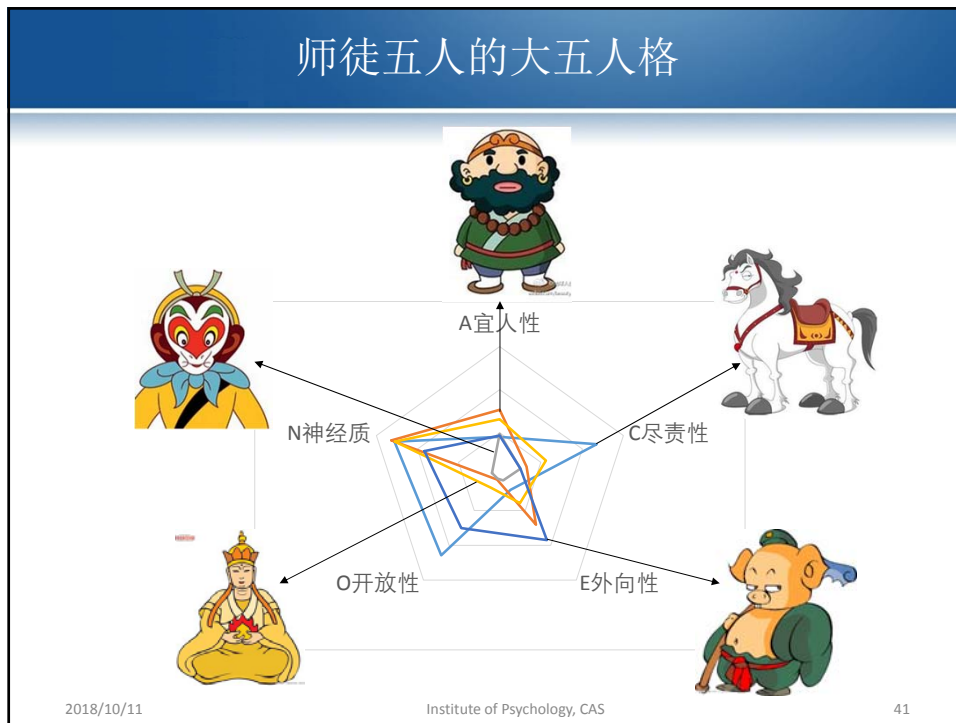 师徒五人的大五人格
A宜人性
N神经质
C尽责性
O开放性
E外向性
2018/10/11
Institute of Psychology, CAS
41